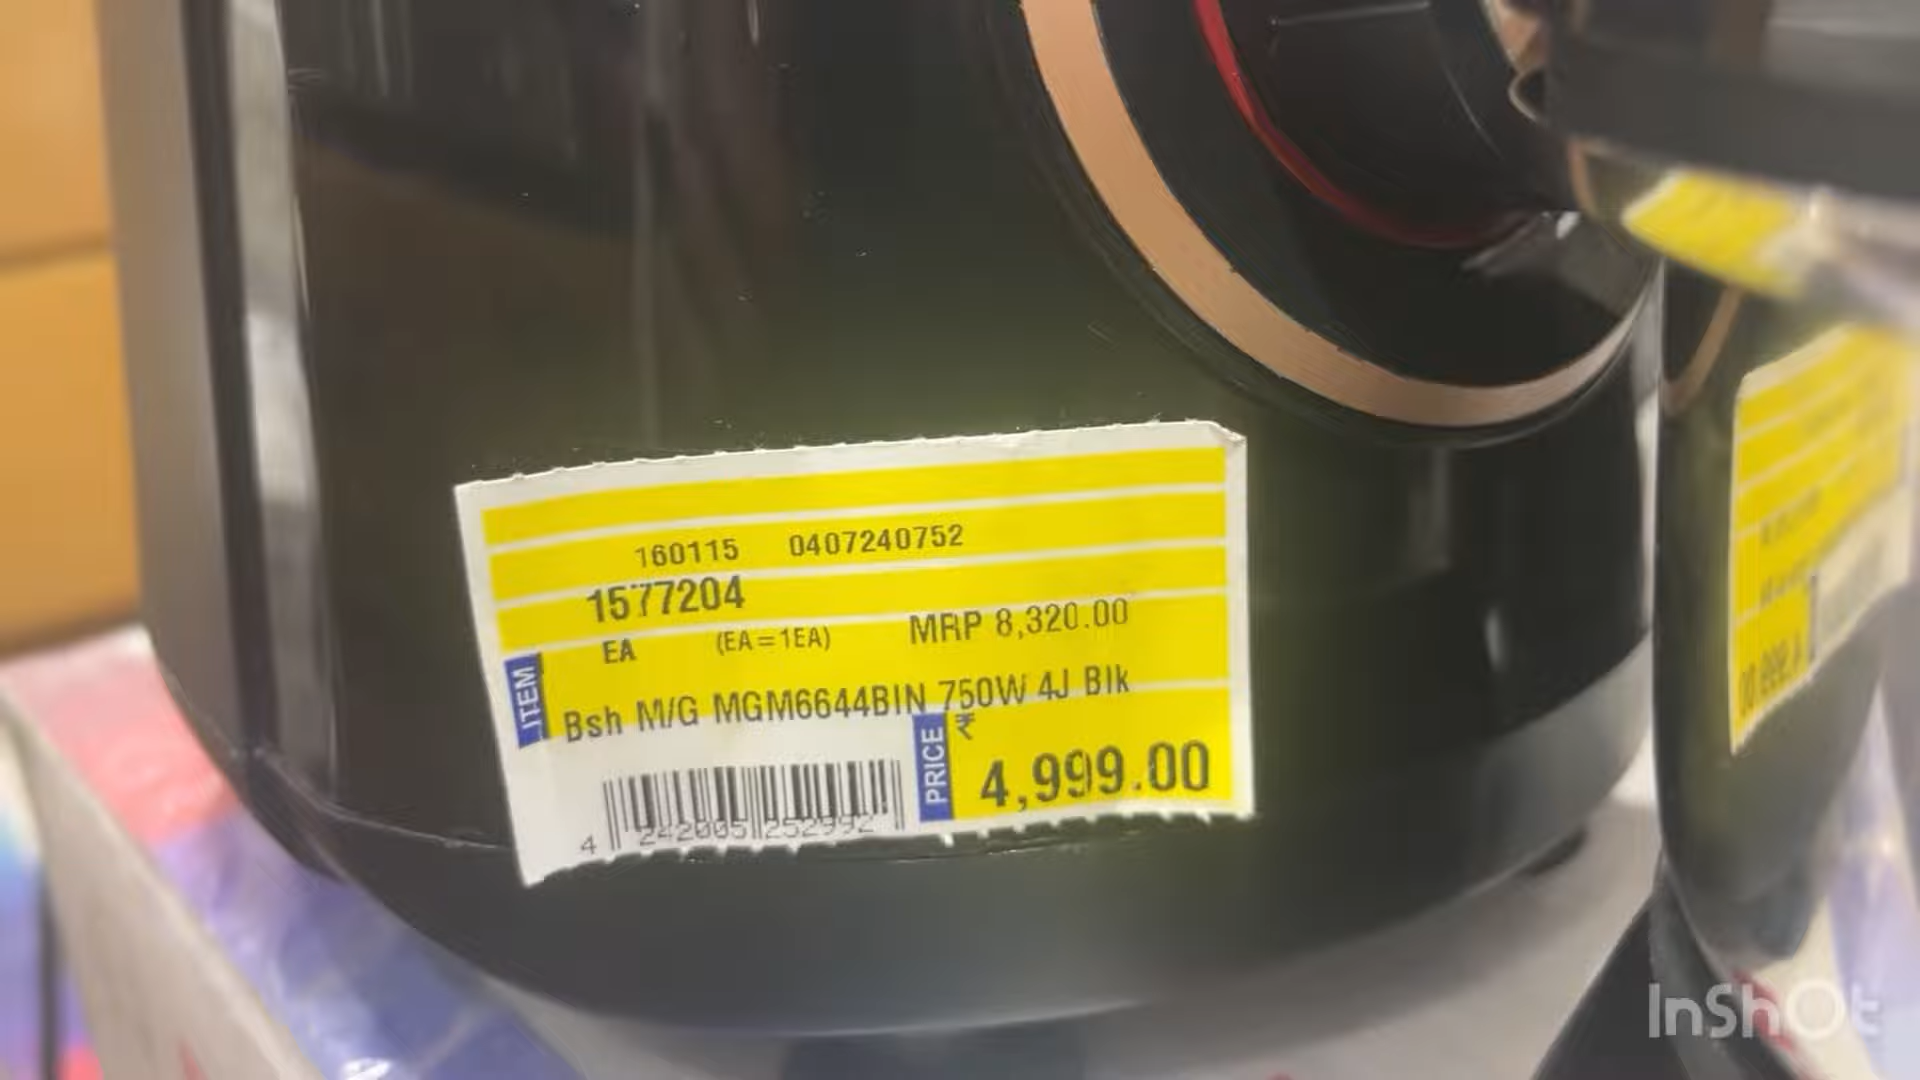 160115 0407240752
1577204
EA (EA=1EA) MRP 8,320.00
ITEM
Bsh M/G MGM6644BIN 750W 4J Blk
PRICE ₹
4,999.00
4 242005 252992
InShOt